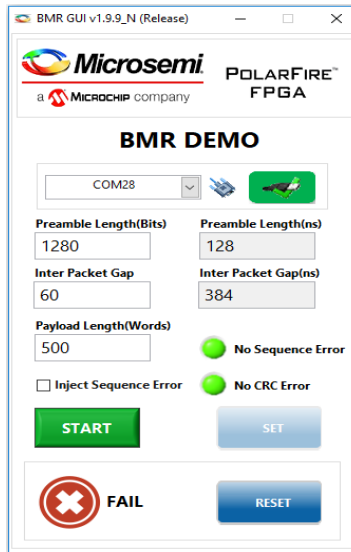 BMR GUI v1.9.9_N (Release)
Microsemi.
a MICROCHIP company
POLARFIRE™
FPGA
BMR DEMO
COM28
Preamble Length(Bits)
Preamble Length(ns)
1280
128
Inter Packet Gap
Inter Packet Gap(ns)
60
384
Payload Length(Words)
500
No Sequence Error
Inject Sequence Error
No CRC Error
START
SET
FAIL
RESET